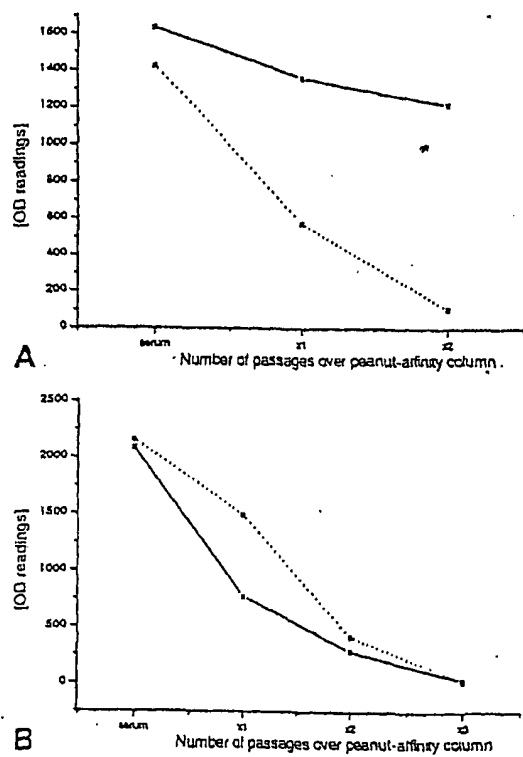 1600
1400
1200
1000
800
600
400
200
0
[OD readings]
serum
x1
x2
A
Number of passages over peanut-affinity column
2500
2000
1500
1000
500
0
[OD readings]
serum
x1
x2
x3
B
Number of passages over peanut-affinity column